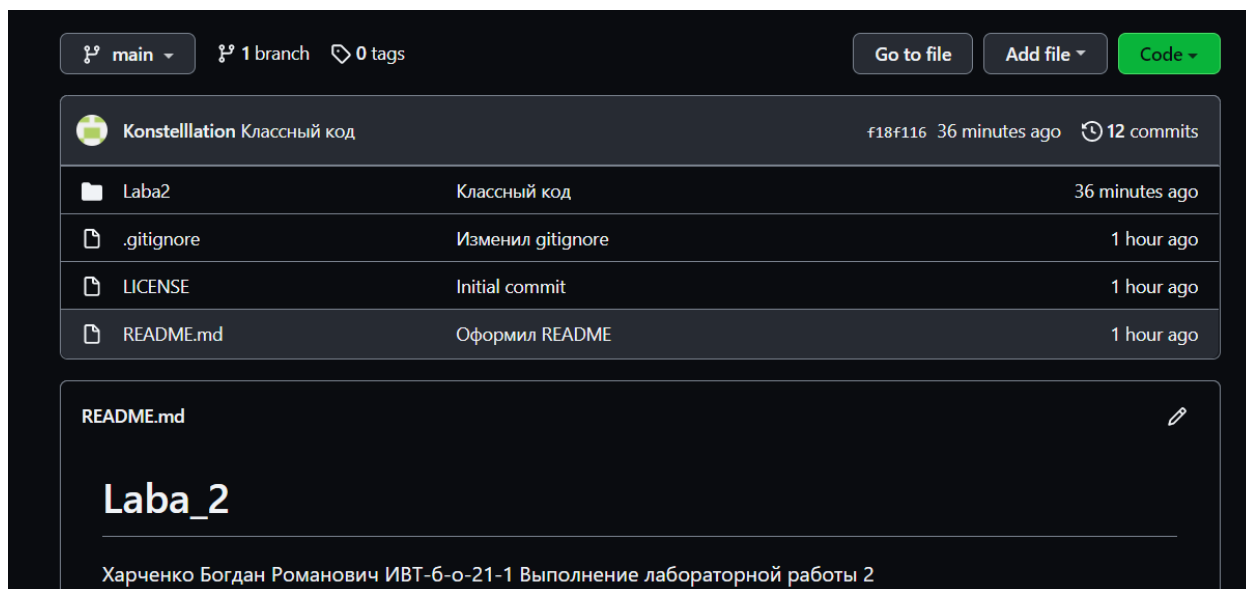 main 1 branch 0 tags Go to file Add file Code
Konstelllation Классный код f18f116 36 minutes ago 12 commits
Laba2 Классный код 36 minutes ago
.gitignore Изменил gitignore 1 hour ago
LICENSE Initial commit 1 hour ago
README.md Оформил README 1 hour ago
README.md
Laba_2
Харченко Богдан Романович ИВТ-б-о-21-1 Выполнение лабораторной работы 2